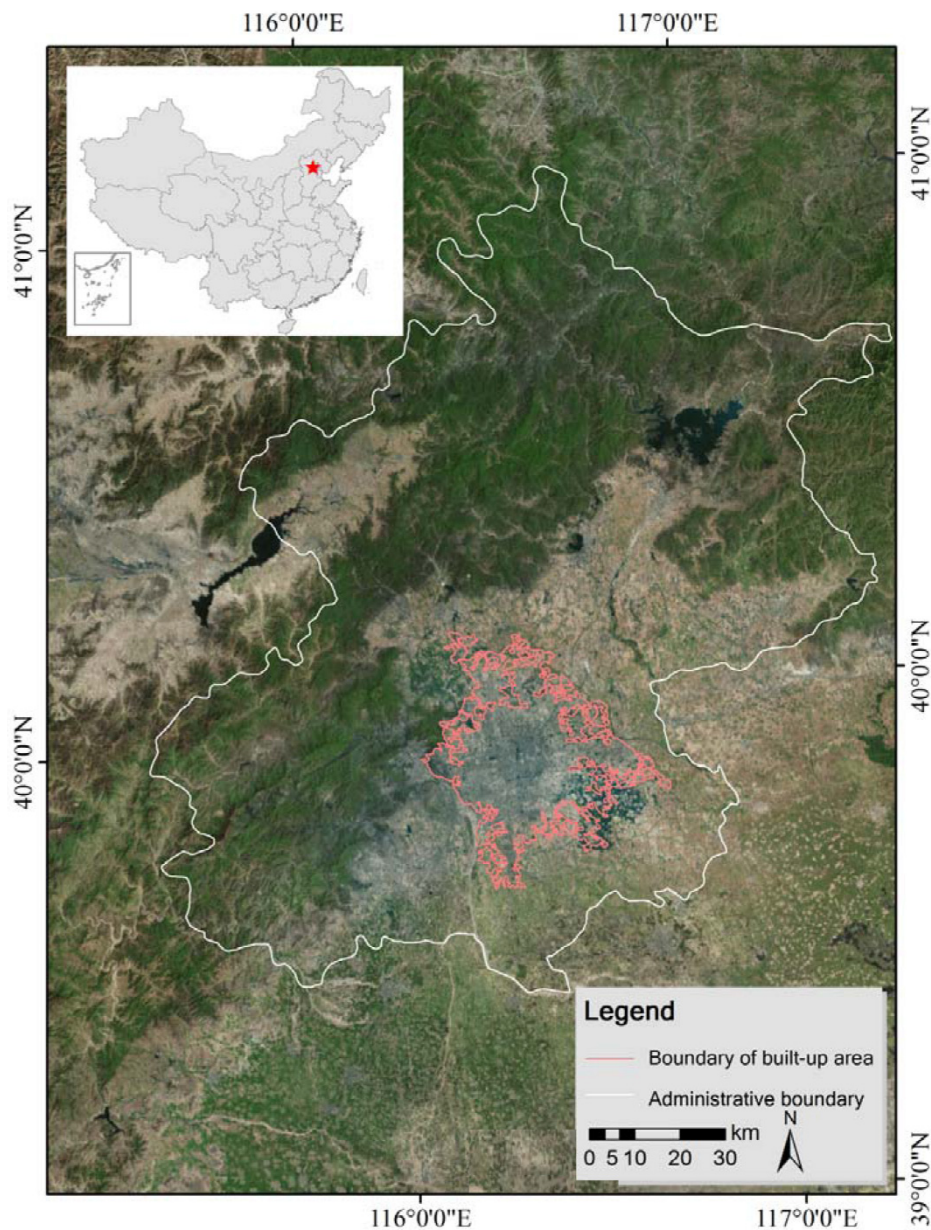 116°0'0"E
117°0'0"E
41°0'0"N
41°0'0"N
40°0'0"N
40°0'0"N
39°0'0"N
Legend
Boundary of built-up area
Administrative boundary
N
km
0 5 10 20 30
116°0'0"E
117°0'0"E